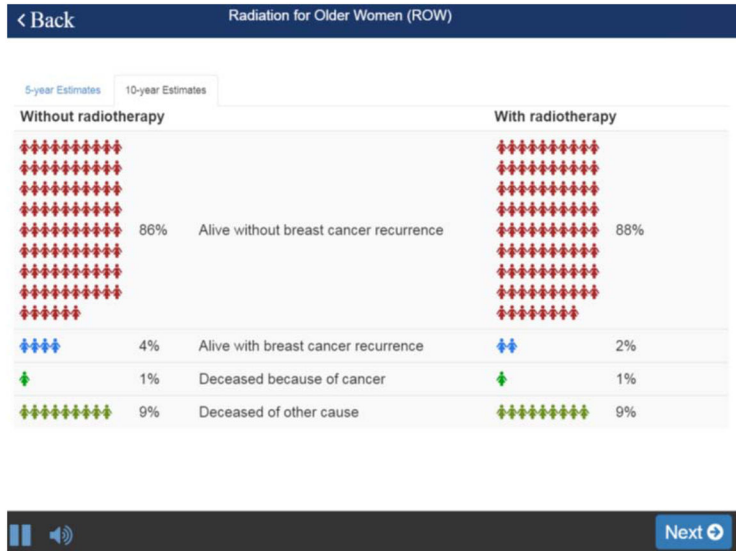 Back
Radiation for Older Women (ROW)
5-year Estimates
10-year Estimates
Without radiotherapy
With radiotherapy
86%
Alive without breast cancer recurrence
88%
4%
Alive with breast cancer recurrence
2%
1%
Deceased because of cancer
1%
9%
Deceased of other cause
9%
Next